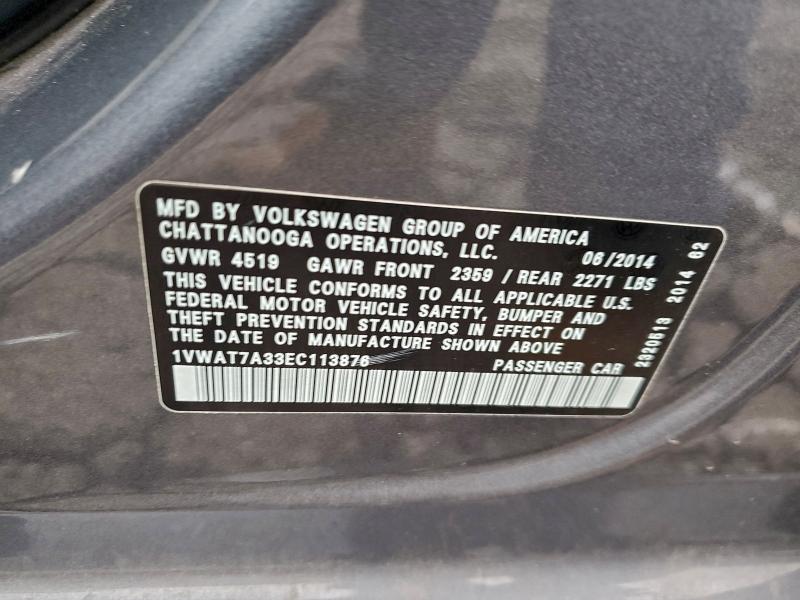 MFD BY VOLKSWAGEN GROUP OF AMERICA
CHATTANOOGA OPERATIONS, LLC. 06/2014
GVWR 4519 GAWR FRONT 2359 / REAR 2271 LBS
THIS VEHICLE CONFORMS TO ALL APPLICABLE U.S.
FEDERAL MOTOR VEHICLE SAFETY, BUMPER AND
THEFT PREVENTION STANDARDS IN EFFECT ON
THE DATE OF MANUFACTURE SHOWN ABOVE
1VWAT7A33EC113876 PASSENGER CAR
2320613 2014 62